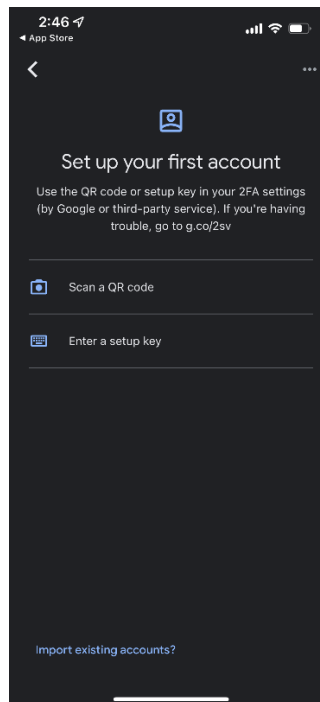 2:46
◀ App Store
Set up your first account
Use the QR code or setup key in your 2FA settings
(by Google or third-party service). If you're having
trouble, go to g.co/2sv
Scan a QR code
Enter a setup key
Import existing accounts?